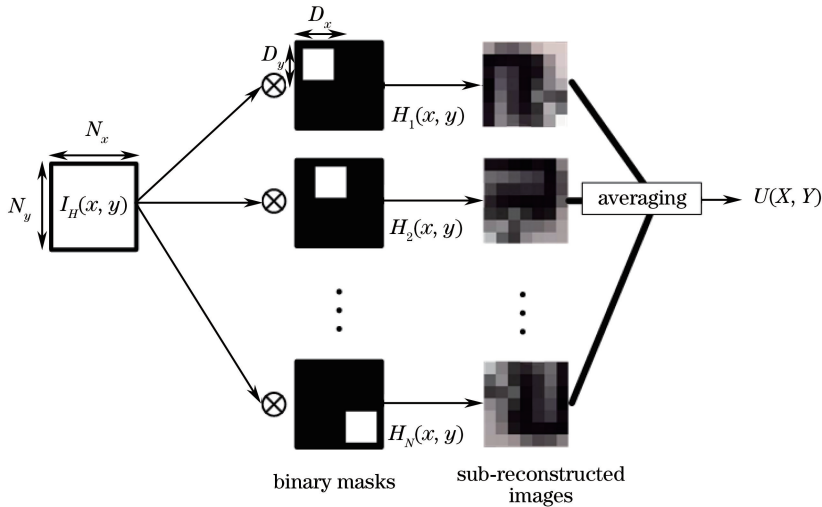 D_x
D_y
N_x
N_y
I_H(x, y)
H_1(x, y)
H_2(x, y)
H_N(x, y)
averaging
U(X, Y)
binary masks
sub-reconstructed
images